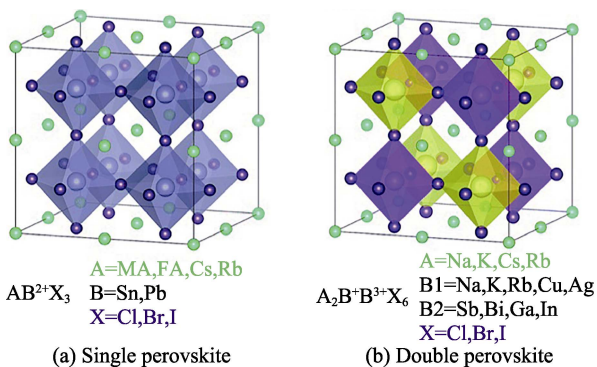 A=MA,FA,Cs,Rb
AB²⁺X₃
B=Sn,Pb
X=Cl,Br,I
(a) Single perovskite
A=Na,K,Cs,Rb
A₂B⁺B³⁺X₆
B1=Na,K,Rb,Cu,Ag
B2=Sb,Bi,Ga,In
X=Cl,Br,I
(b) Double perovskite